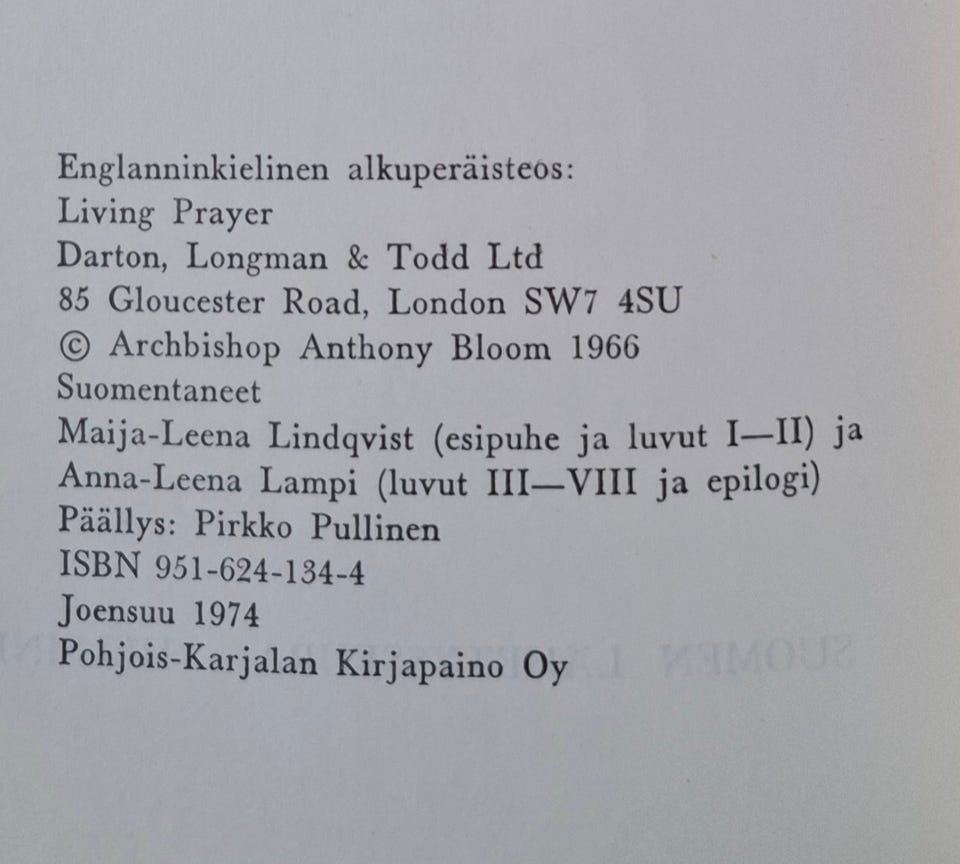 Englanninkielinen alkuperäisteos:
Living Prayer
Darton, Longman & Todd Ltd
85 Gloucester Road, London SW7 4SU
© Archbishop Anthony Bloom 1966
Suomentaneet
Maija-Leena Lindqvist (esipuhe ja luvut I—II) ja
Anna-Leena Lampi (luvut III—VIII ja epilogi)
Päällys: Pirkko Pullinen
ISBN 951-624-134-4
Joensuu 1974
Pohjois-Karjalan Kirjapaino Oy
SUOMEN